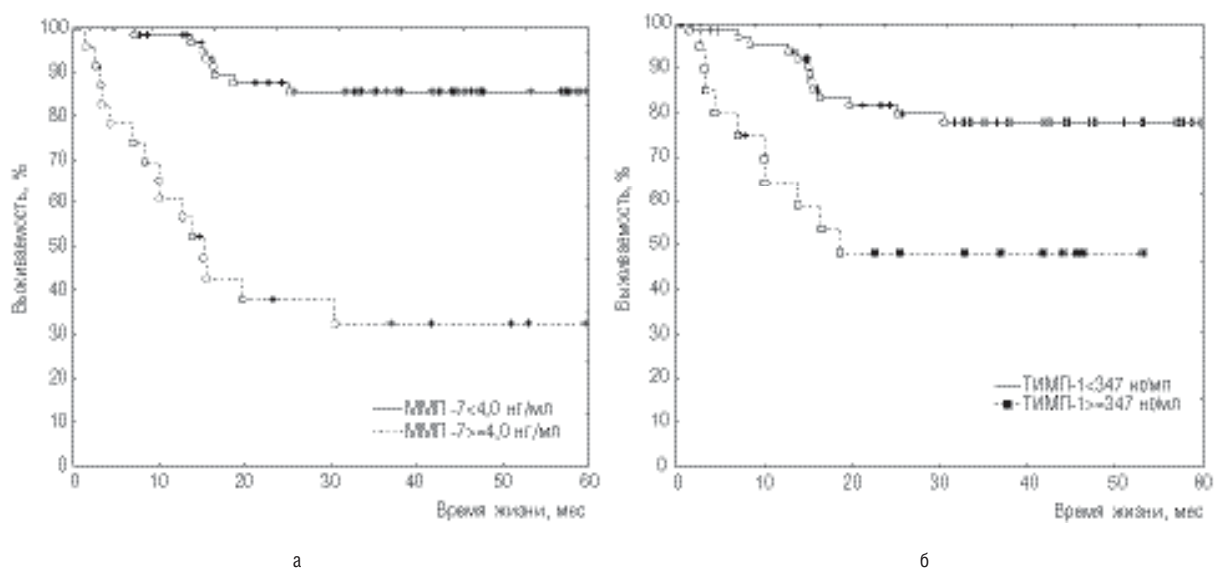 100
90
80
70
60
50
40
30
20
10
0
Выживаемость, %
ММП-7<4,0 нг/мл
ММП-7>=4,0 нг/мл
0 10 20 30 40 50 60
Время жизни, мес
а
100
90
80
70
60
50
40
30
20
10
0
Выживаемость, %
ТИМП-1<347 нг/мл
ТИМП-1>=347 нг/мл
0 10 20 30 40 50 60
Время жизни, мес
б